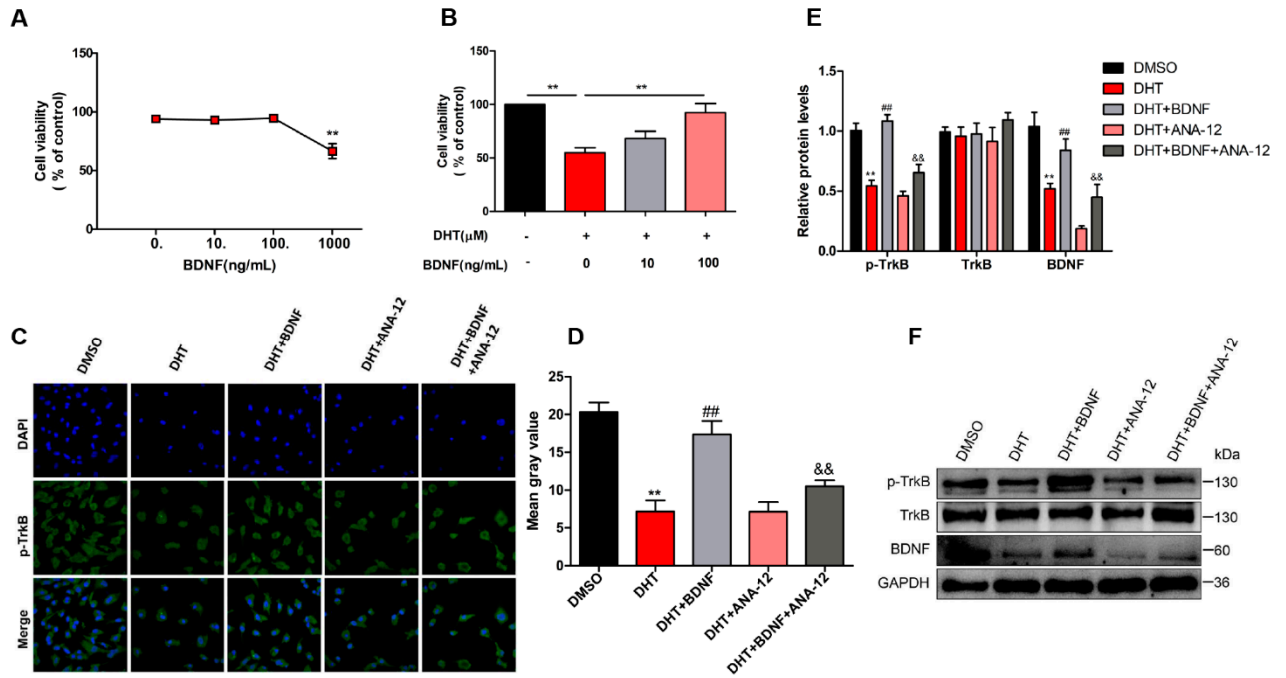 A
Cell viability
( % of control)
150
100
50
0
**
0.
10.
100.
1000
BDNF(ng/mL)
B
Cell viability
( % of control)
150
100
50
0
**
**
DHT(μM)
-
+
+
+
BDNF(ng/mL)
-
0
10
100
E
Relative protein levels
1.5
1.0
0.5
0.0
**
##
&&
**
##
&&
p-TrkB
TrkB
BDNF
DMSO
DHT
DHT+BDNF
DHT+ANA-12
DHT+BDNF+ANA-12
C
DMSO
DHT
DHT+BDNF
DHT+ANA-12
DHT+BDNF
+ANA-12
DAPI
p-TrkB
Merge
D
Mean gray value
25
20
15
10
5
0
**
##
&&
DMSO
DHT
DHT+BDNF
DHT+ANA-12
DHT+BDNF+ANA-12
F
DMSO
DHT
DHT+BDNF
DHT+ANA-12
DHT+BDNF+ANA-12
kDa
p-TrkB
130
TrkB
130
BDNF
60
GAPDH
36